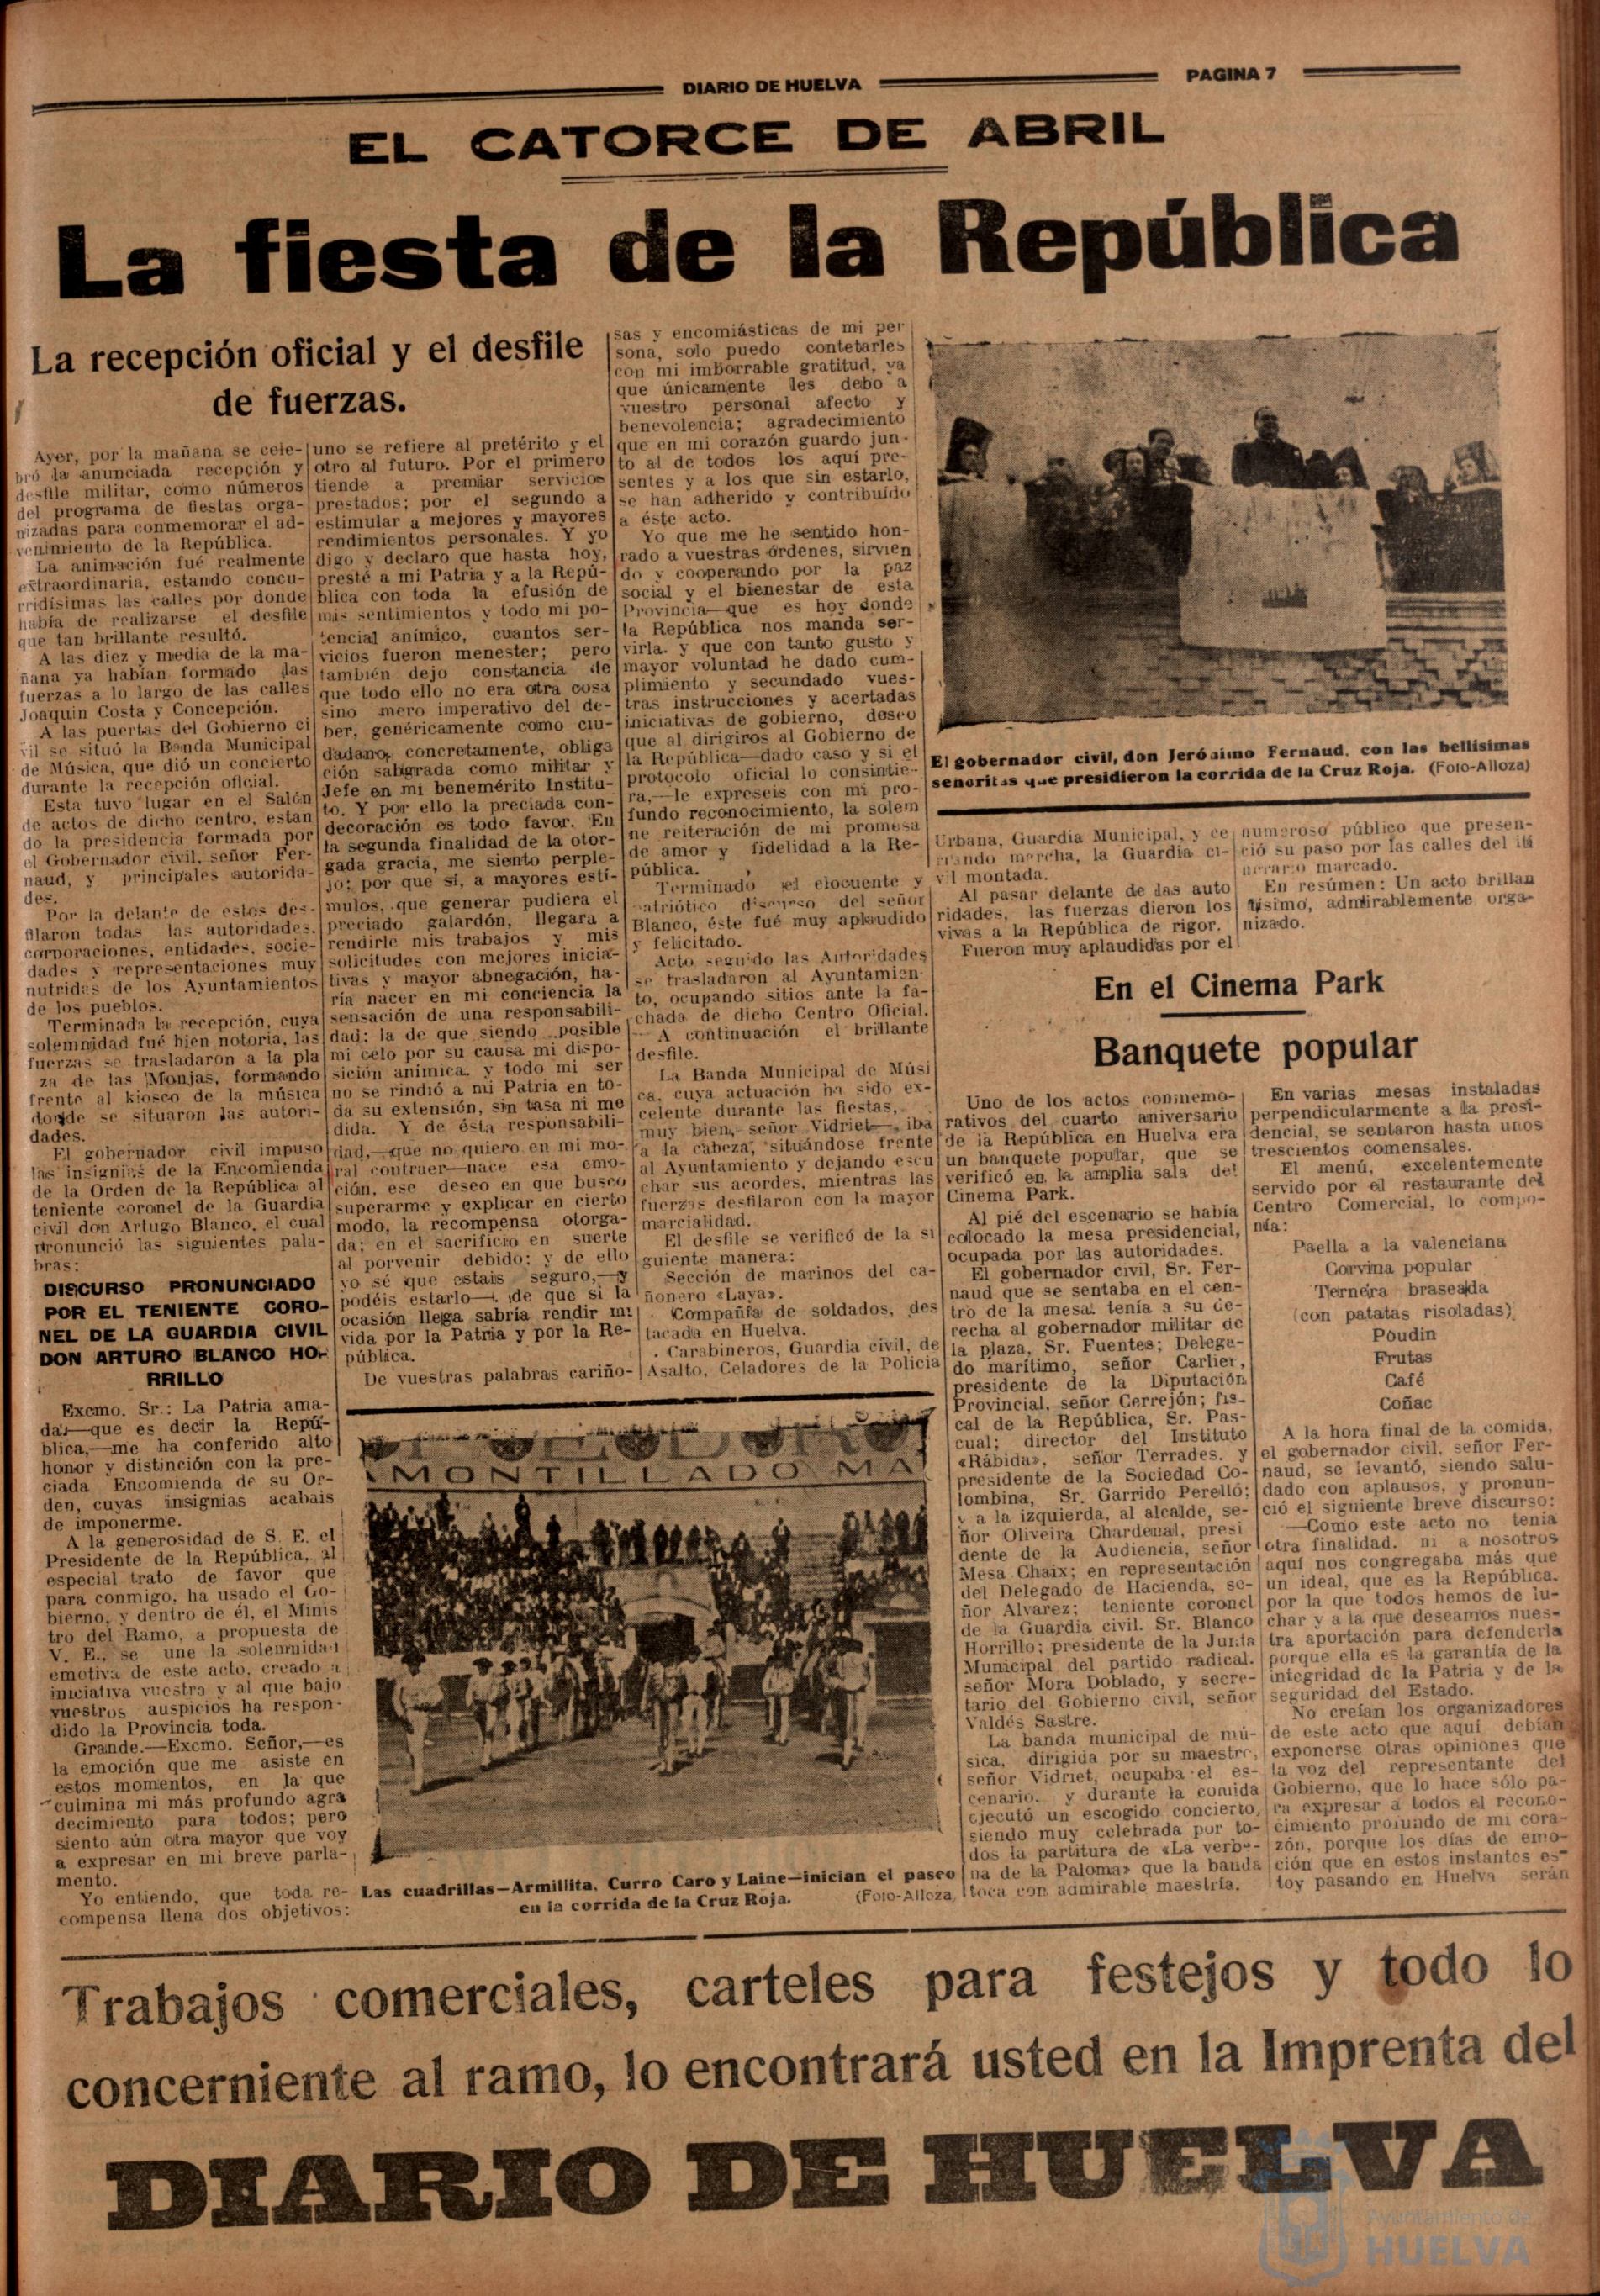 DIARIO DE HUELVA
PAGINA 7
EL CATORCE DE ABRIL
La fiesta de la República
La recepción oficial y el desfile
de fuerzas.
Ayer, por la mañana se cele-
bró la anunciada recepción y
desfile militar, como números
del programa de fiestas orga-
nizadas para conmemorar el ad-
venimiento de la República.
La animación fué realmente
extraordinaria, estando concu-
rridísimas las calles por donde
había de realizarse el desfile
que tan brillante resultó.
A las diez y media de la ma-
ñana ya habían formado las
fuerzas a lo largo de las calles
Joaquin Costa y Concepción.
A las puertas del Gobierno ci
vil se situó la Banda Municipal
de Música, que dió un concierto
durante la recepción oficial.
Esta tuvo lugar en el Salón
de actos de dicho centro, estan
do la presidencia formada por
el Gobernador civil, señor Fer-
naud, y principales autorida-
des.
Por la delante de estos des-
filaron todas las autoridades,
corporaciones, entidades, socie-
dades y representaciones muy
nutridas de los Ayuntamientos
de los pueblos.
Terminada la recepción, cuya
solemnidad fué bien notoria, las
fuerzas se trasladaron a la pla
za de las Monjas, formando
frente al kiosco de la música
donde se situaron las autori-
dades.
El gobernador civil impuso
las insignias de la Encomienda
de la Orden de la República al
teniente coronel de la Guardia
civil don Artugo Blanco, el cual
pronunció las siguientes pala-
bras:
DISCURSO PRONUNCIADO
POR EL TENIENTE CORO-
NEL DE LA GUARDIA CIVIL
DON ARTURO BLANCO HO-
RRILLO
Excmo. Sr.: La Patria ama-
da,—que es decir la Repú-
blica,—me ha conferido alto
honor y distinción con la pre-
ciada Encomienda de su Or-
den, cuyas insignias acabais
de imponerme.
A la generosidad de S. E. el
Presidente de la República, al
especial trato de favor que
para conmigo, ha usado el Go-
bierno, y dentro de él, el Minis
tro del Ramo, a propuesta de
V. E., se une la solemnidad
emotiva de este acto, creado a
iniciativa vuestra y al que bajo
vuestros auspicios ha respon-
dido la Provincia toda.
Grande.—Excmo. Señor,—es
la emoción que me asiste en
estos momentos, en la que
culmina mi más profundo agra
decimiento para todos; pero
siento aún otra mayor que voy
a expresar en mi breve parla-
mento.
Yo entiendo, que toda re-
compensa llena dos objetivos:
uno se refiere al pretérito y el
otro al futuro. Por el primero
tiende a premiar servicios
prestados; por el segundo a
estimular a mejores y mayores
rendimientos personales. Y yo
digo y declaro que hasta hoy,
presté a mi Patria y a la Repú-
blica con toda la efusión de
mis sentimientos y todo mi po-
tencial anímico, cuantos ser-
vicios fueron menester; pero
también dejo constancia de
que todo ello no era otra cosa
sino mero imperativo del de-
ber, genéricamente como ciu-
dadano, concretamente, obliga
ción sahgrada como militar y
Jefe en mi benemérito Institu-
to. Y por ello la preciada con-
decoración es todo favor. En
la segunda finalidad de la otor-
gada gracia, me siento perple-
jo; por que si, a mayores estí-
mulos, que generar pudiera el
preciado galardón, llegara a
rendirle mis trabajos y mis
solicitudes con mejores inicia-
tivas y mayor abnegación, ha-
ría nacer en mi conciencia la
sensación de una responsabili-
dad: la de que siendo posible
mi celo por su causa mi dispo-
sición anímica, y todo mi ser
no se rindió a mi Patria en to-
da su extensión, sin tasa ni me
dida. Y de ésta responsabili-
dad,—que no quiero en mi mo-
ral contraer—nace esa emo-
ción, ese deseo en que busco
superarme y explicar en cierto
modo, la recompensa otorga-
da; en el sacrificio en suerte
al porvenir debido; y de ello
yo sé que estais seguro,—y
podéis estarlo—, de que si la
ocasión llega sabría rendir mi
vida por la Patria y por la Re-
pública.
De vuestras palabras cariño-
sas y encomiásticas de mi per
sona, solo puedo contetarles
con mi imborrable gratitud, ya
que únicamente les debo a
vuestro personal afecto y
benevolencia; agradecimiento
que en mi corazón guardo jun-
to al de todos los aquí pre-
sentes y a los que sin estarlo,
se han adherido y contribuído
a éste acto.
Yo que me he sentido hon-
rado a vuestras órdenes, sirvien
do y cooperando por la paz
social y el bienestar de esta
Provincia—que es hoy donde
la República nos manda ser-
virla. y que con tanto gusto y
mayor voluntad he dado cum-
plimiento y secundado vues-
tras instrucciones y acertadas
iniciativas de gobierno, deseo
que al dirigiros al Gobierno de
la República—dado caso y si el
protocolo oficial lo consintie-
ra,—le expreseis con mi pro-
fundo reconocimiento, la solem
ne reiteración de mi promesa
de amor y fidelidad a la Re-
pública.
Terminado el elocuente y
patriótico discurso del señor
Blanco, éste fué muy aplaudido
y felicitado.
Acto seguido las Autoridades
se trasladaron al Ayuntamien-
to, ocupando sitios ante la fa-
chada de dicho Centro Oficial.
A continuación el brillante
desfile.
La Banda Municipal de Músi
ca, cuya actuación ha sido ex-
celente durante las fiestas,
muy bien, señor Vidriet—, iba
a la cabeza, situándose frente
al Ayuntamiento y dejando escu
char sus acordes, mientras las
fuerzas desfilaron con la mayor
marcialidad.
El desfile se verificó de la si
guiente manera:
Sección de marinos del ca-
ñonero «Laya».
Compañía de soldados, des
tacada en Huelva.
Carabineros, Guardia civil, de
Asalto, Celadores de la Policía
MONTILLADO MA
Las cuadrillas—Armillita, Curro Caro y Laine—inician el paseo
en la corrida de la Cruz Roja.
(Foto-Alloza
El gobernador civil, don Jerónimo Fernaud, con las bellísimas
señoritas que presidieron la corrida de la Cruz Roja. (Foto-Alloza)
Urbana, Guardia Municipal, y ce
rrando marcha, la Guardia ci-
vil montada.
Al pasar delante de las auto
ridades, las fuerzas dieron los
vivas a la República de rigor.
Fueron muy aplaudidas por el
numeroso público que presen-
ció su paso por las calles del iti
nerario marcado.
En resúmen: Un acto brillan
tísimo, admirablemente orga-
nizado.
En el Cinema Park
Banquete popular
Uno de los actos conmemo-
rativos del cuarto aniversario
de la República en Huelva era
un banquete popular, que se
verificó en la amplia sala del
Cinema Park.
Al pié del escenario se había
collocado la mesa presidencial,
ocupada por las autoridades.
El gobernador civil, Sr. Fer-
naud que se sentaba en el cen-
tro de la mesa, tenía a su de-
recha al gobernador militar de
la plaza, Sr. Fuentes; Delega-
do marítimo, señor Carlier,
presidente de la Diputación
Provincial, señor Cerrejón; fis-
cal de la República, Sr. Pas-
cual; director del Instituto
«Rábida», señor Terrades, y
presidente de la Sociedad Co-
lombina, Sr. Garrido Perelló;
y a la izquierda, al alcalde, se-
ñor Oliveira Chardenal, presi
dente de la Audiencia, señor
Mesa Chaix; en representación
del Delegado de Hacienda, se-
ñor Alvarez; teniente coronel
de la Guardia civil, Sr. Blanco
Horrillo; presidente de la Junta
Municipal del partido radical,
señor Mora Doblado, y secre-
tario del Gobierno civil, señor
Valdés Sastre.
La banda municipal de mú-
sica, dirigida por su maestro,
señor Vidriet, ocupaba el es-
cenario, y durante la comida
ejecutó un escogido concierto,
siendo muy celebrada por to-
dos la partitura de «La verbe-
na de la Paloma» que la banda
toca con admirable maestría.
En varias mesas instaladas
perpendicularmente a la presi-
dencial, se sentaron hasta unos
trescientos comensales.
El menú, excelentemente
servido por el restaurante del
Centro Comercial, lo compo-
nía:
Paella a la valenciana
Corvina popular
Ternera braseada
(con patatas risoladas)
Poudin
Frutas
Café
Coñac
A la hora final de la comida,
el gobernador civil, señor Fer-
naud, se levantó, siendo salu-
dado con aplausos, y pronun-
ció el siguiente breve discurso:
—Como este acto no tenia
otra finalidad, ni a nosotros
aquí nos congregaba más que
un ideal, que es la República,
por la que todos hemos de lu-
char y a la que deseamos nues-
tra aportación para defenderla
porque ella es la garantía de la
integridad de la Patria y de la
seguridad del Estado.
No creían los organizadores
de este acto que aquí debían
exponerse otras opiniones que
la voz del representante del
Gobierno, que lo hace sólo pa-
ra expresar a todos el recono-
cimiento profundo de mi cora-
zón, porque los días de emo-
ción que en estos instantes es-
toy pasando en Huelva serán
Trabajos comerciales, carteles para festejos y todo lo
concerniente al ramo, lo encontrará usted en la Imprenta del
DIARIO DE HUELVA
Ayuntamiento de
HUELVA